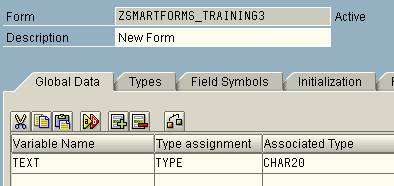 Form ZSMARTFORMS_TRAINING3 Active
Description New Form
Global Data Types Field Symbols Initialization
Variable Name Type assignment Associated Type
TEXT TYPE CHAR20